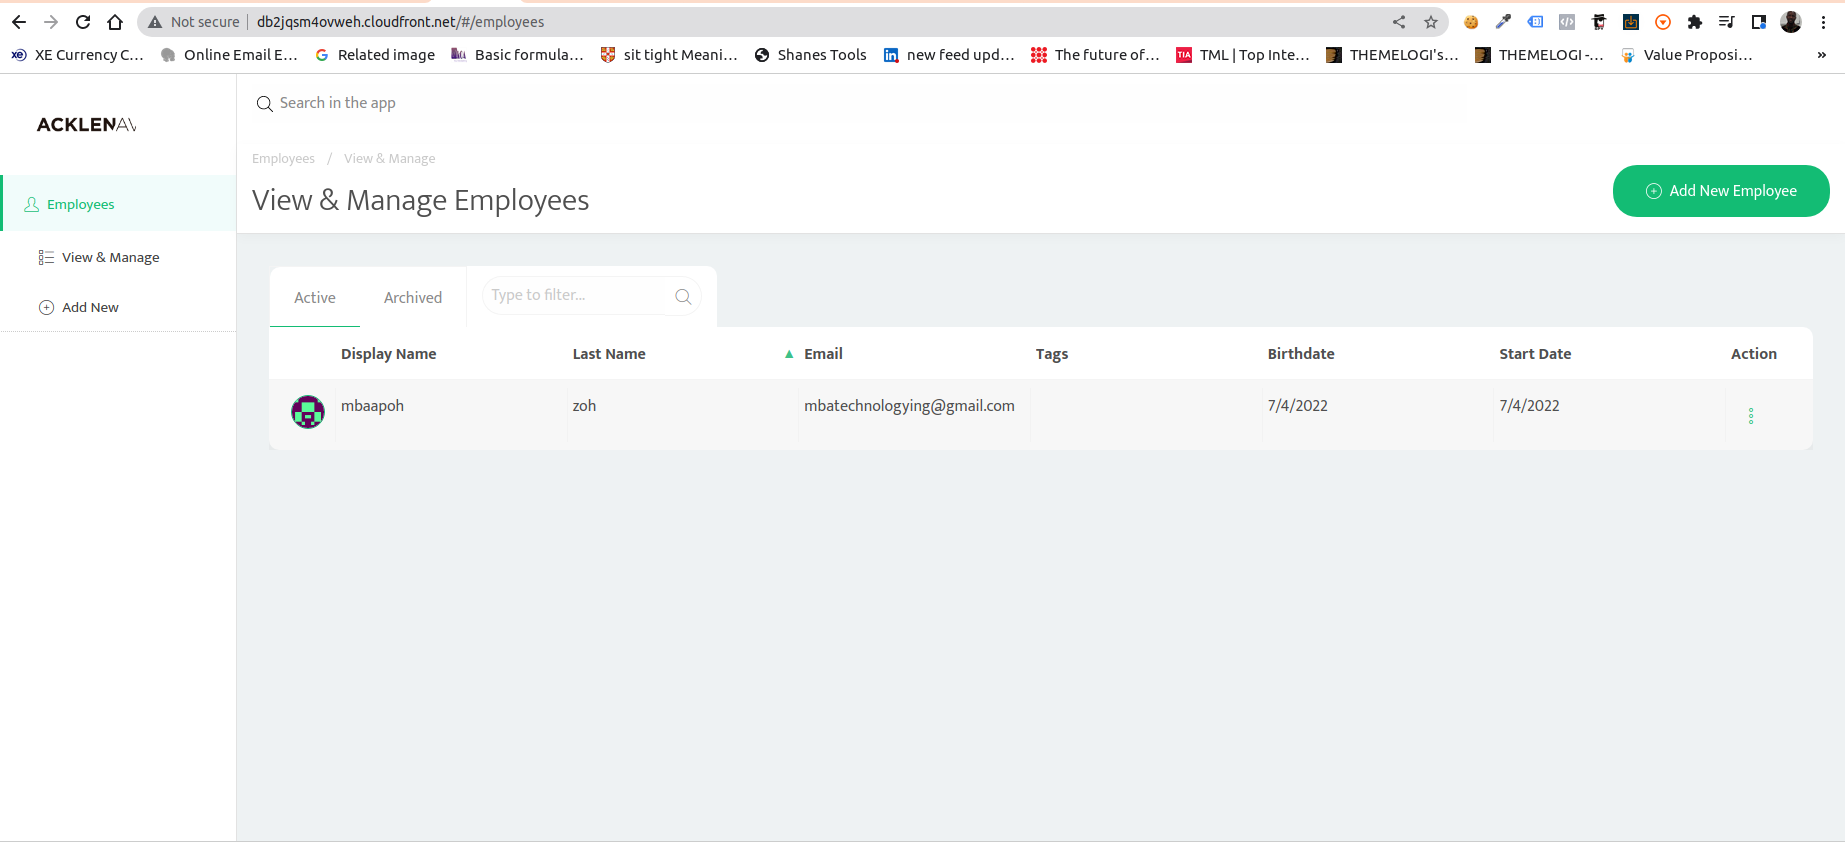 Not secure db2jqsm4ovweh.cloudfront.net/#/employees
XE Currency C... Online Email E... Related image Basic formula... sit tight Meani... Shanes Tools new feed upd... The future of... TML | Top Inte... THEMELOGI's... THEMELOGI -... Value Proposi... »
ACKLENAV
Search in the app
Employees / View & Manage
View & Manage Employees
Add New Employee
Employees
View & Manage
Add New
Active Archived Type to filter...
Display Name Last Name Email Tags Birthdate Start Date Action
mbaapoh zoh mbatechnologying@gmail.com 7/4/2022 7/4/2022